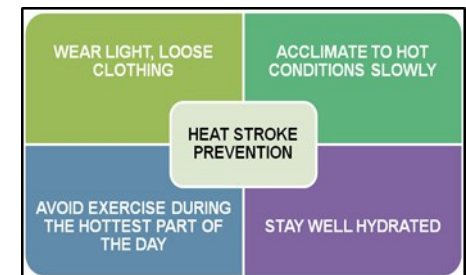 WEAR LIGHT, LOOSE
CLOTHING
ACCLIMATE TO HOT
CONDITIONS SLOWLY
HEAT STROKE
PREVENTION
AVOID EXERCISE DURING
THE HOTTEST PART OF
THE DAY
STAY WELL HYDRATED